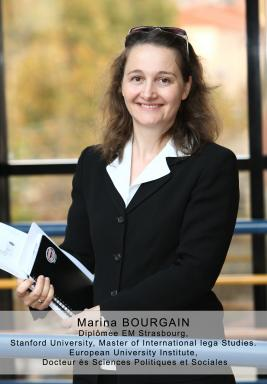 Marina BOURGAIN
Diplômée EM Strasbourg,
Stanford University, Master of International lega Studies,
European University Institute,
Docteur ès Sciences Politiques et Sociales